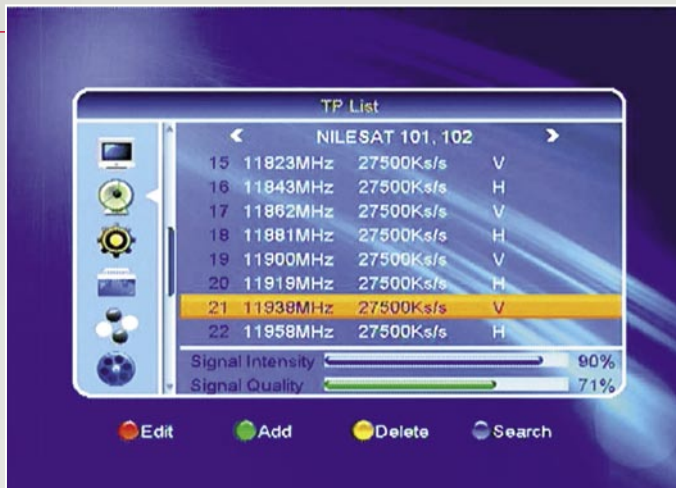 TP List
NILESAT 101, 102
15 11823MHz 27500Ks/s V
16 11843MHz 27500Ks/s H
17 11862MHz 27500Ks/s V
18 11881MHz 27500Ks/s H
19 11900MHz 27500Ks/s V
20 11919MHz 27500Ks/s H
21 11938MHz 27500Ks/s V
22 11958MHz 27500Ks/s H
Signal Intensity 90%
Signal Quality 71%
Edit Add Delete Search